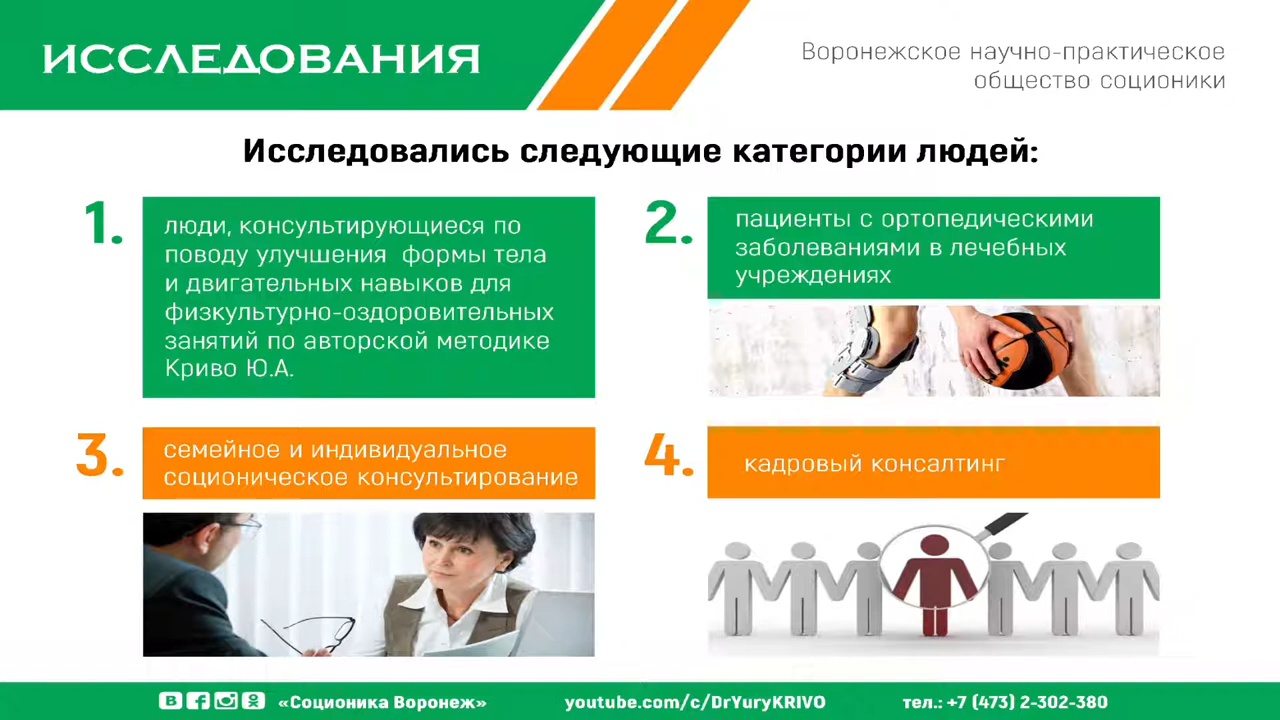 ИССЛЕДОВАНИЯ
Воронежское научно-практическое
общество соционики
Исследовались следующие категории людей:
1.
люди, консультирующиеся по
поводу улучшения формы тела
и двигательных навыков для
физкультурно-оздоровительных
занятий по авторской методике
Криво Ю.А.
2.
пациенты с ортопедическими
заболеваниями в лечебных
учреждениях
3.
семейное и индивидуальное
соционическое консультирование
4.
кадровый консалтинг
«Соционика Воронеж» youtube.com/c/DrYuryKRIVO тел.: +7 (473) 2-302-380